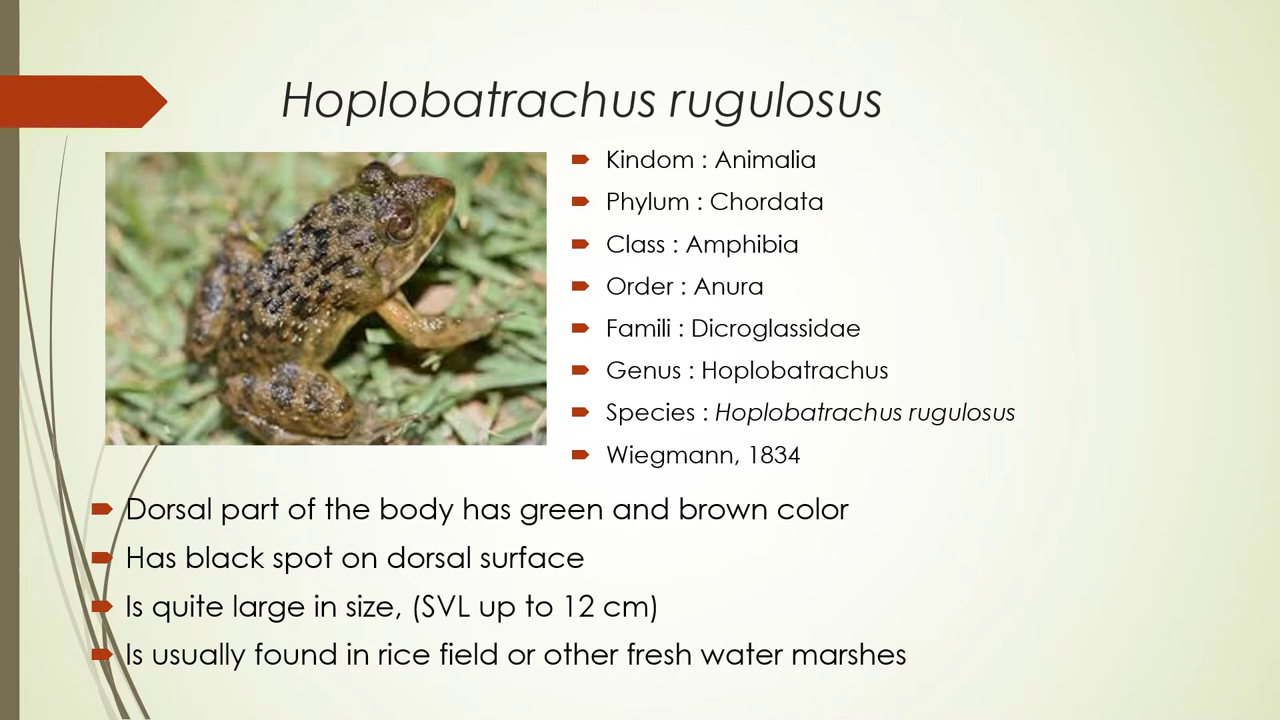 Hoplobatrachus rugulosus
Kindom : Animalia
Phylum : Chordata
Class : Amphibia
Order : Anura
Famili : Dicroglassidae
Genus : Hoplobatrachus
Species : Hoplobatrachus rugulosus
Wiegmann, 1834
Dorsal part of the body has green and brown color
Has black spot on dorsal surface
Is quite large in size, (SVL up to 12 cm)
Is usually found in rice field or other fresh water marshes